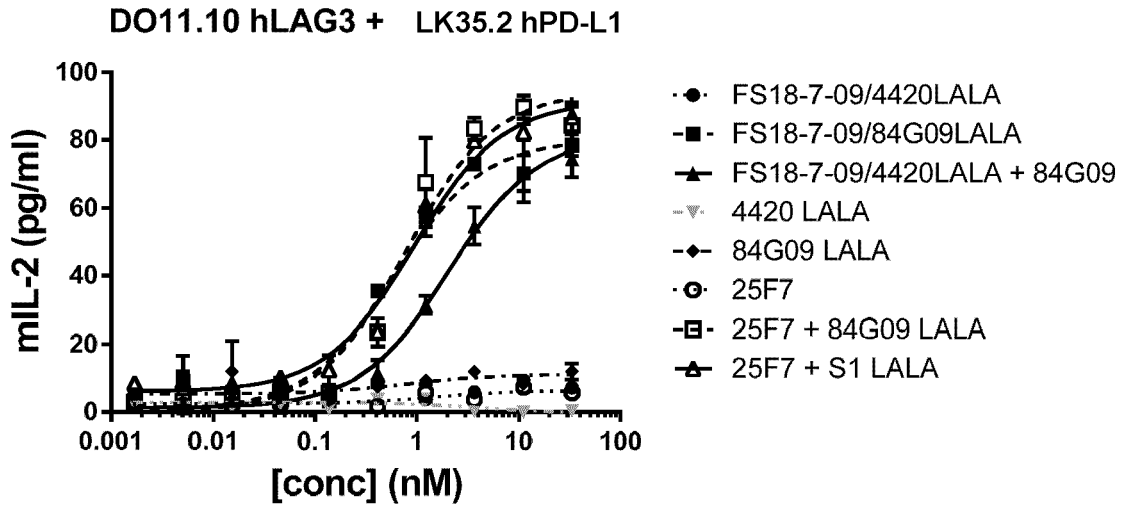 DO11.10 hLAG3 + LK35.2 hPD-L1
mIL-2 (pg/ml)
100
80
60
40
20
0
0.001 0.01 0.1 1 10 100
[conc] (nM)
FS18-7-09/4420LALA
FS18-7-09/84G09LALA
FS18-7-09/4420LALA + 84G09
4420 LALA
84G09 LALA
25F7
25F7 + 84G09 LALA
25F7 + S1 LALA